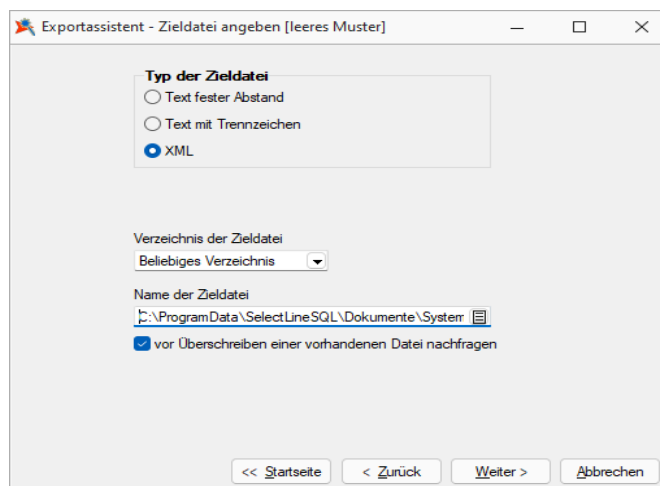 Exportassistent - Zieldatei angeben [leeres Muster]
Typ der Zieldatei
Text fester Abstand
Text mit Trennzeichen
XML
Verzeichnis der Zieldatei
Beliebiges Verzeichnis
Name der Zieldatei
C:\ProgramData\SelectLineSQL\Dokumente\System
vor Überschreiben einer vorhandenen Datei nachfragen
<< Startseite < Zurück Weiter > Abbrechen